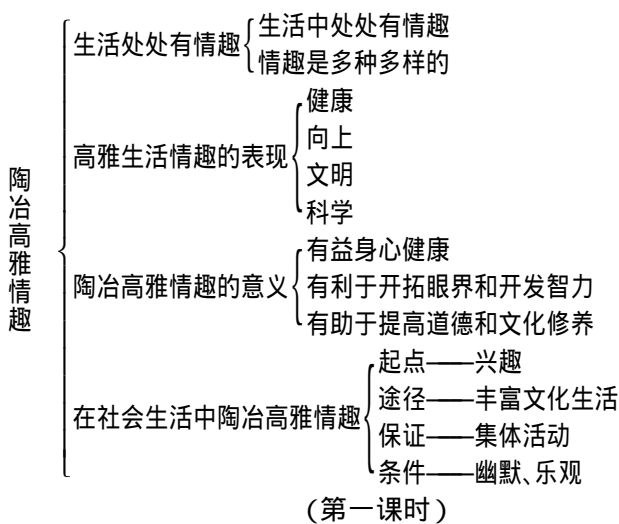 陶冶高雅情趣
生活处处有情趣
生活中处处有情趣
情趣是多种多样的
高雅生活情趣的表现
健康
向上
文明
科学
陶冶高雅情趣的意义
有益身心健康
有利于开拓眼界和开发智力
有助于提高道德和文化修养
在社会生活中陶冶高雅情趣
起点——兴趣
途径——丰富文化生活
保证——集体活动
条件——幽默、乐观
(第一课时)